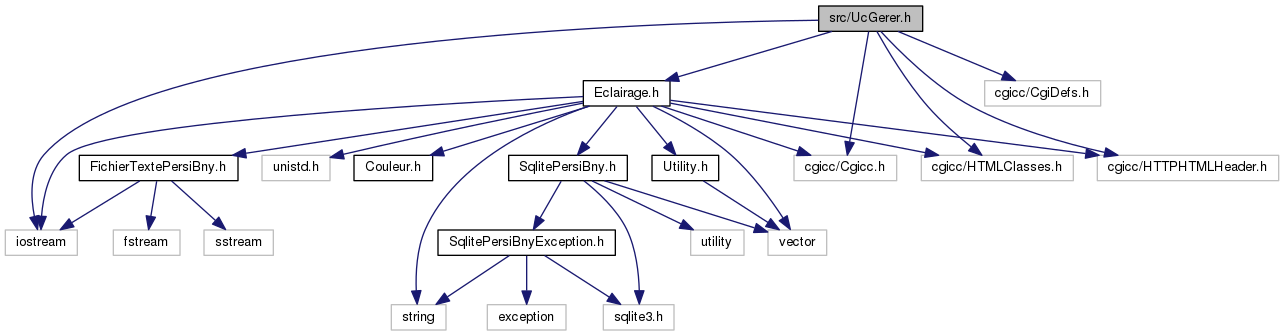 src/UcGerer.h
Eclairage.h
cgicc/CgiDefs.h
FichierTextePersiBny.h
unistd.h
Couleur.h
SqlitePersiBny.h
Utility.h
cgicc/Cgicc.h
cgicc/HTMLClasses.h
cgicc/HTTPHTMLHeader.h
iostream
fstream
sstream
SqlitePersiBnyException.h
utility
vector
string
exception
sqlite3.h